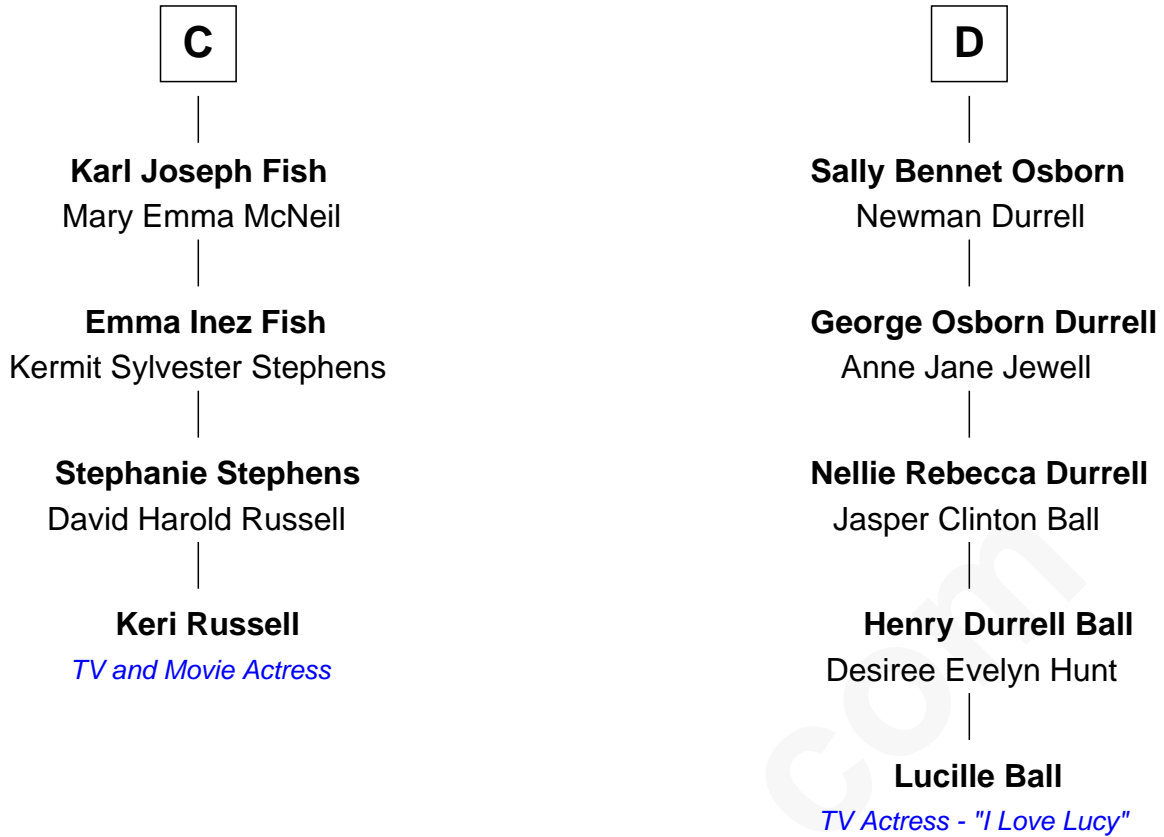 C
Karl Joseph Fish
Mary Emma McNeil
Emma Inez Fish
Kermit Sylvester Stephens
Stephanie Stephens
David Harold Russell
Keri Russell
TV and Movie Actress
D
Sally Bennet Osborn
Newman Durrell
George Osborn Durrell
Anne Jane Jewell
Nellie Rebecca Durrell
Jasper Clinton Ball
Henry Durrell Ball
Desiree Evelyn Hunt
Lucille Ball
TV Actress - "I Love Lucy"
com